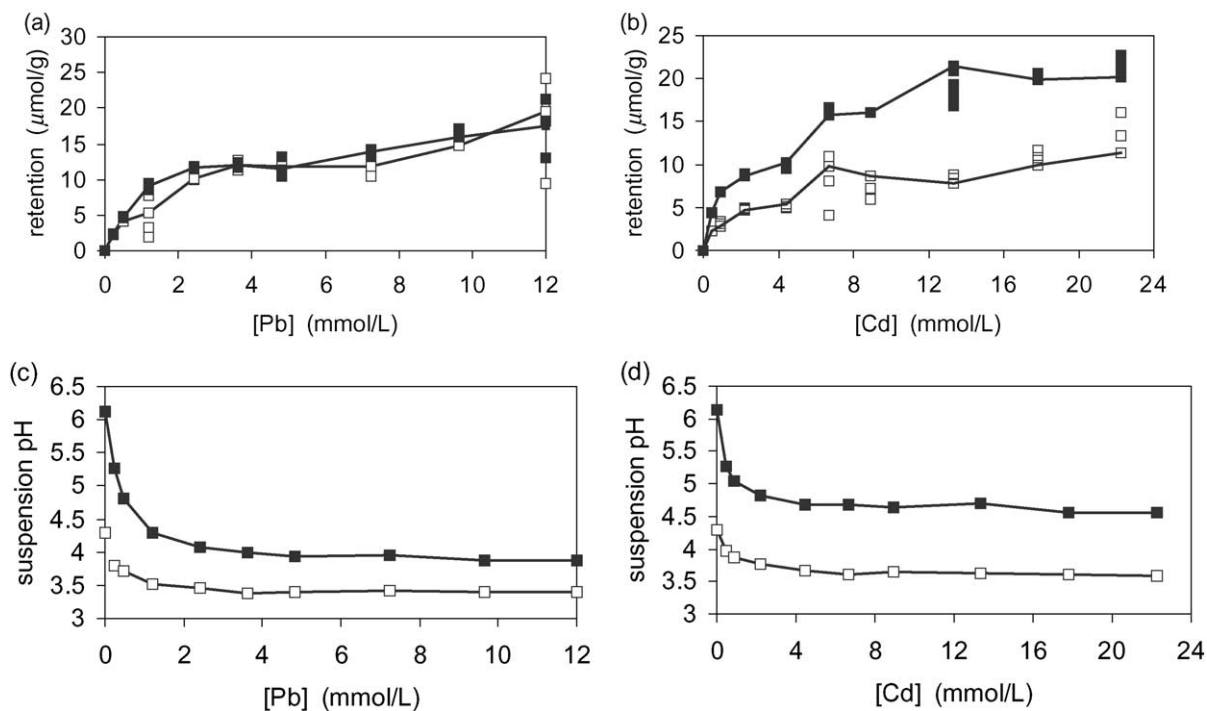 (a)
30
25
20
15
10
5
0
retention (μmol/g)
0 2 4 6 8 10 12
[Pb] (mmol/L)
(b)
25
20
15
10
5
0
retention (μmol/g)
0 4 8 12 16 20 24
[Cd] (mmol/L)
(c)
6.5
6
5.5
5
4.5
4
3.5
3
suspension pH
0 2 4 6 8 10 12
[Pb] (mmol/L)
(d)
6.5
6
5.5
5
4.5
4
3.5
3
suspension pH
0 4 8 12 16 20 24
[Cd] (mmol/L)